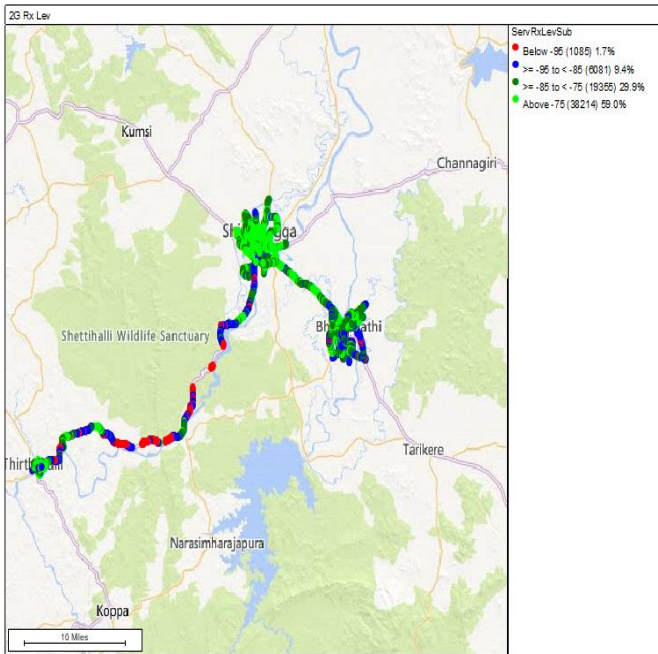 2G Rx Lev
ServRxLevSub
Below -95 (1085) 1.7%
>= -95 to < -85 (6081) 9.4%
>= -85 to < -75 (19355) 29.9%
Above -75 (38214) 59.0%
Kumsi
Channagiri
Shettihalli Wildlife Sanctuary
Tarikere
Narasimharajapura
Koppa
10 Miles